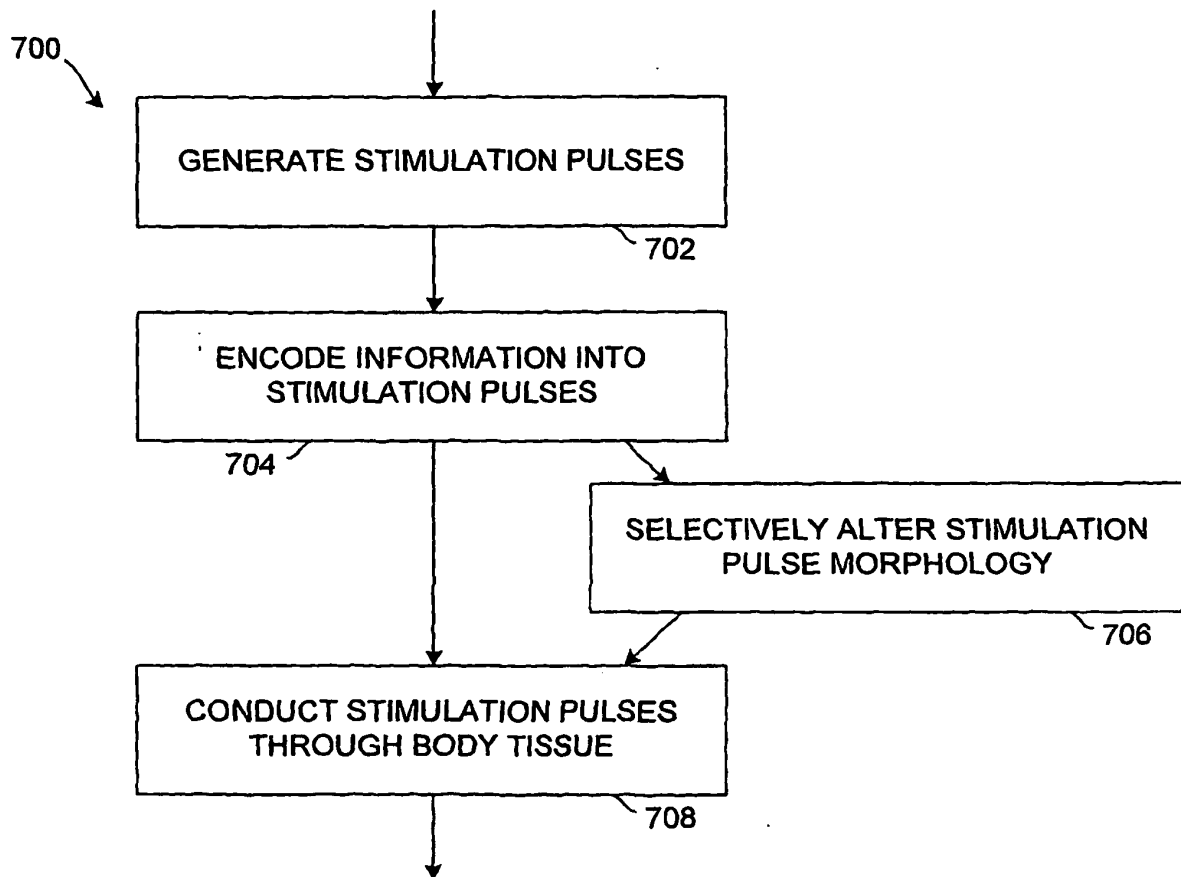 700
GENERATE STIMULATION PULSES
702
ENCODE INFORMATION INTO
STIMULATION PULSES
704
SELECTIVELY ALTER STIMULATION
PULSE MORPHOLOGY
706
CONDUCT STIMULATION PULSES
THROUGH BODY TISSUE
708